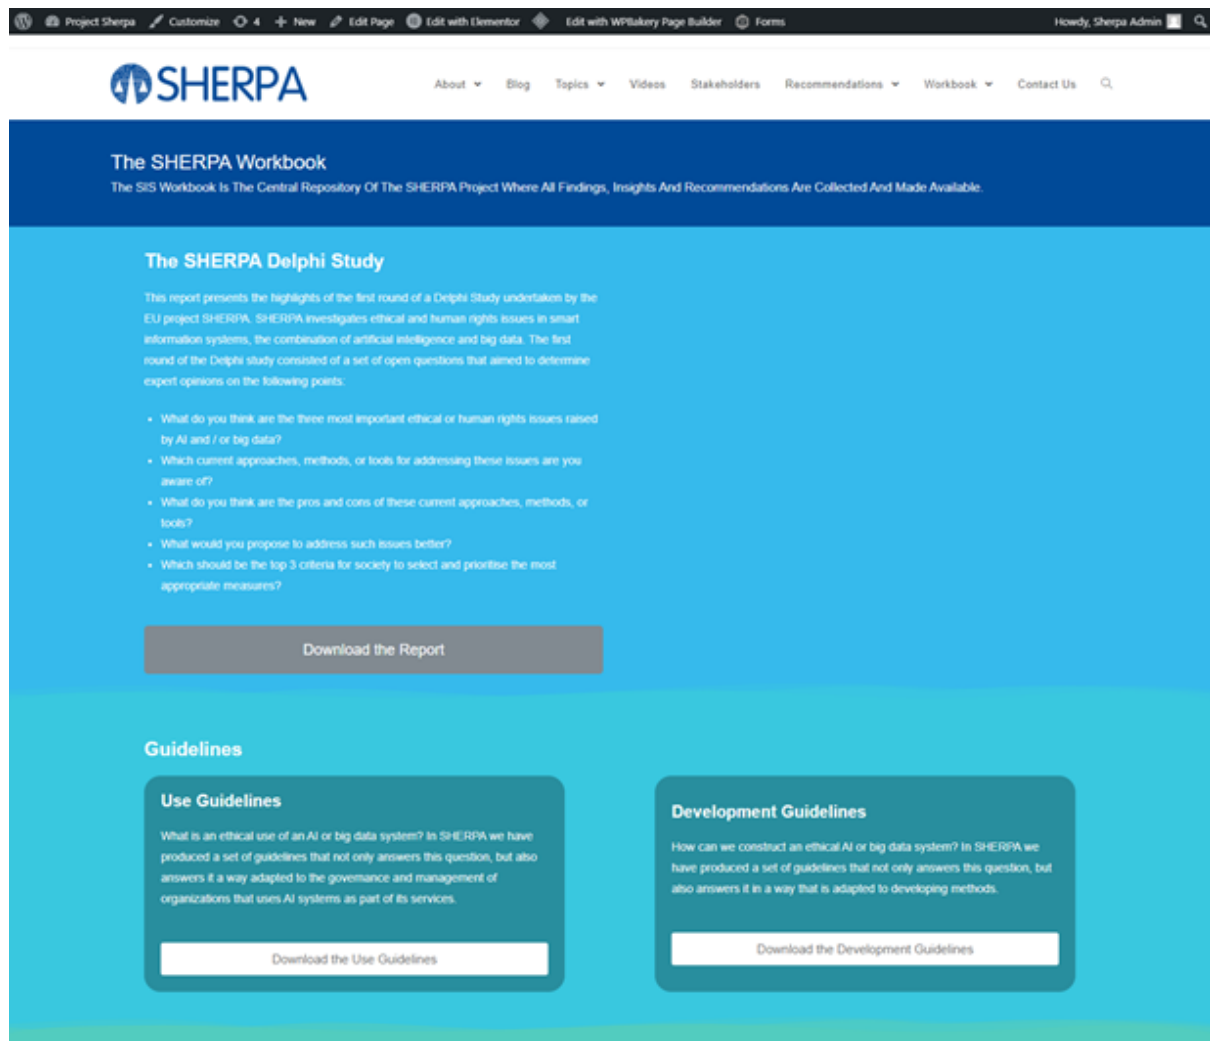 Project Sherpa Customize 4 New Edit Page Edit with Elementor Edit with WPBakery Page Builder Forms Howdy, Sherpa Admin
SHERPA
About Blog Topics Videos Stakeholders Recommendations Workbook Contact Us
The SHERPA Workbook
The SIS Workbook Is The Central Repository Of The SHERPA Project Where All Findings, Insights And Recommendations Are Collected And Made Available.
The SHERPA Delphi Study
This report presents the highlights of the first round of a Delphi Study undertaken by the
EU project SHERPA. SHERPA investigates ethical and human rights issues in smart
information systems, the combination of artificial intelligence and big data. The first
round of the Delphi study consisted of a set of open questions that aimed to determine
expert opinions on the following points:
• What do you think are the three most important ethical or human rights issues raised
by AI and / or big data?
• Which current approaches, methods, or tools for addressing these issues are you
aware of?
• What do you think are the pros and cons of these current approaches, methods, or
tools?
• What would you propose to address such issues better?
• Which should be the top 3 criteria for society to select and prioritise the most
appropriate measures?
Download the Report
Guidelines
Use Guidelines
What is an ethical use of an AI or big data system? In SHERPA we have
produced a set of guidelines that not only answers this question, but also
answers it a way adapted to the governance and management of
organizations that uses AI systems as part of its services.
Download the Use Guidelines
Development Guidelines
How can we construct an ethical AI or big data system? In SHERPA we
have produced a set of guidelines that not only answers this question, but
also answers it in a way that is adapted to developing methods.
Download the Development Guidelines